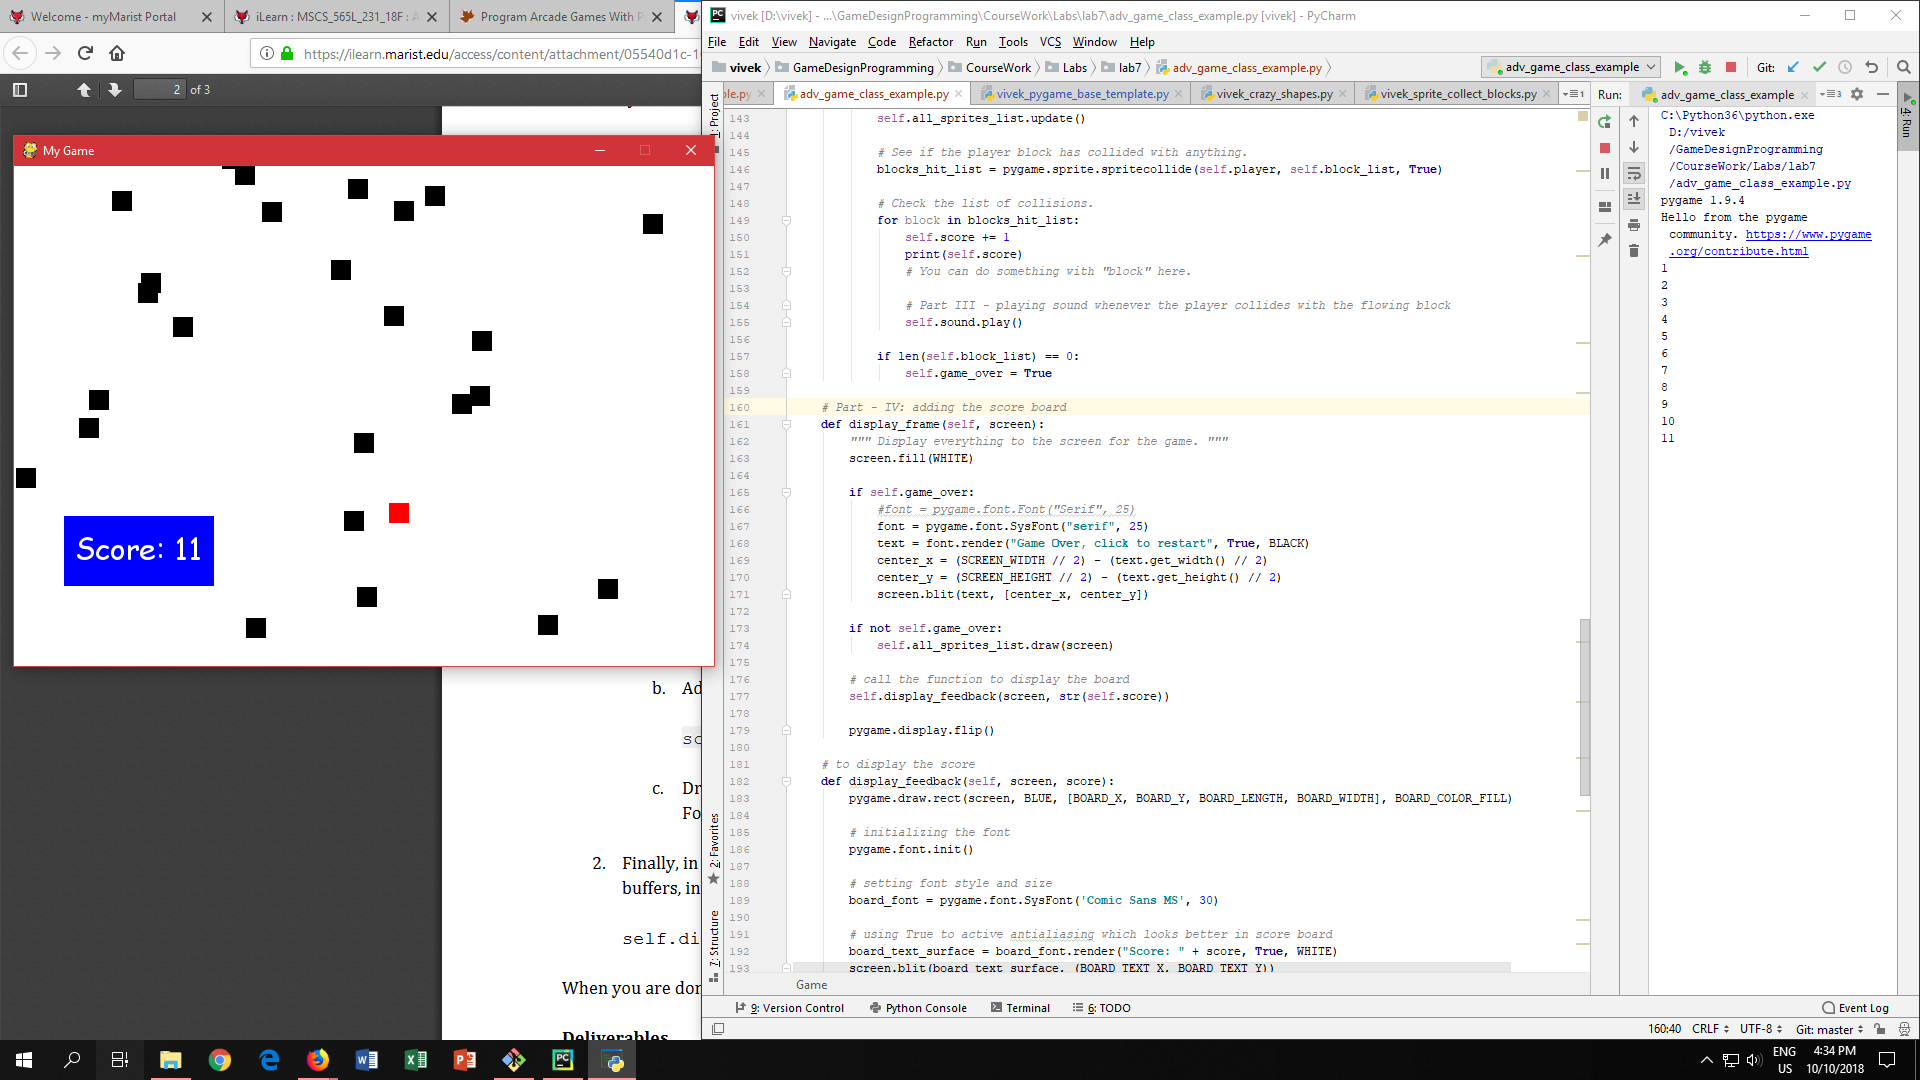 Welcome - myMarist Portal
iLearn : MSCS_565L_231_18F : A
Program Arcade Games With P
https://ilearn.marist.edu/access/content/attachment/05540d1c-1
2 of 3
My Game
Score: 11
b. Ad
sc
c. Dr
Fo
2. Finally, in
buffers, in
self.di
When you are dor
Deliverables
vivek [D:\vivek] - ...\GameDesignProgramming\CourseWork\Labs\lab7\adv_game_class_example.py [vivek] - PyCharm
File Edit View Navigate Code Refactor Run Tools VCS Window Help
vivek GameDesignProgramming CourseWork Labs lab7 adv_game_class_example.py
adv_game_class_example Git:
ple.py adv_game_class_example.py vivek_pygame_base_template.py vivek_crazy_shapes.py vivek_sprite_collect_blocks.py 1
1: Project
2: Favorites
7: Structure
143 self.all_sprites_list.update()
144
145 # See if the player block has collided with anything.
146 blocks_hit_list = pygame.sprite.spritecollide(self.player, self.block_list, True)
147
148 # Check the list of collisions.
149 for block in blocks_hit_list:
150 self.score += 1
151 print(self.score)
152 # You can do something with "block" here.
153
154 # Part III - playing sound whenever the player collides with the flowing block
155 self.sound.play()
156
157 if len(self.block_list) == 0:
158 self.game_over = True
159
160 # Part - IV: adding the score board
161 def display_frame(self, screen):
162 """ Display everything to the screen for the game. """
163 screen.fill(WHITE)
164
165 if self.game_over:
166 #font = pygame.font.Font("Serif", 25)
167 font = pygame.font.SysFont("serif", 25)
168 text = font.render("Game Over, click to restart", True, BLACK)
169 center_x = (SCREEN_WIDTH // 2) - (text.get_width() // 2)
170 center_y = (SCREEN_HEIGHT // 2) - (text.get_height() // 2)
171 screen.blit(text, [center_x, center_y])
172
173 if not self.game_over:
174 self.all_sprites_list.draw(screen)
175
176 # call the function to display the board
177 self.display_feedback(screen, str(self.score))
178
179 pygame.display.flip()
180
181 # to display the score
182 def display_feedback(self, screen, score):
183 pygame.draw.rect(screen, BLUE, [BOARD_X, BOARD_Y, BOARD_LENGTH, BOARD_WIDTH], BOARD_COLOR_FILL)
184
185 # initializing the font
186 pygame.font.init()
187
188 # setting font style and size
189 board_font = pygame.font.SysFont('Comic Sans MS', 30)
190
191 # using True to active antialiasing which looks better in score board
192 board_text_surface = board_font.render("Score: " + score, True, WHITE)
193 screen.blit(board_text_surface, (BOARD_TEXT_X, BOARD_TEXT_Y))
Game
Run: adv_game_class_example 3
4: Run
C:\Python36\python.exe
D:/vivek
/GameDesignProgramming
/CourseWork/Labs/lab7
/adv_game_class_example.py
pygame 1.9.4
Hello from the pygame
community. https://www.pygame
.org/contribute.html
1
2
3
4
5
6
7
8
9
10
11
9: Version Control Python Console Terminal 6: TODO Event Log
160:40 CRLF UTF-8 Git: master
ENG
US
4:34 PM
10/10/2018